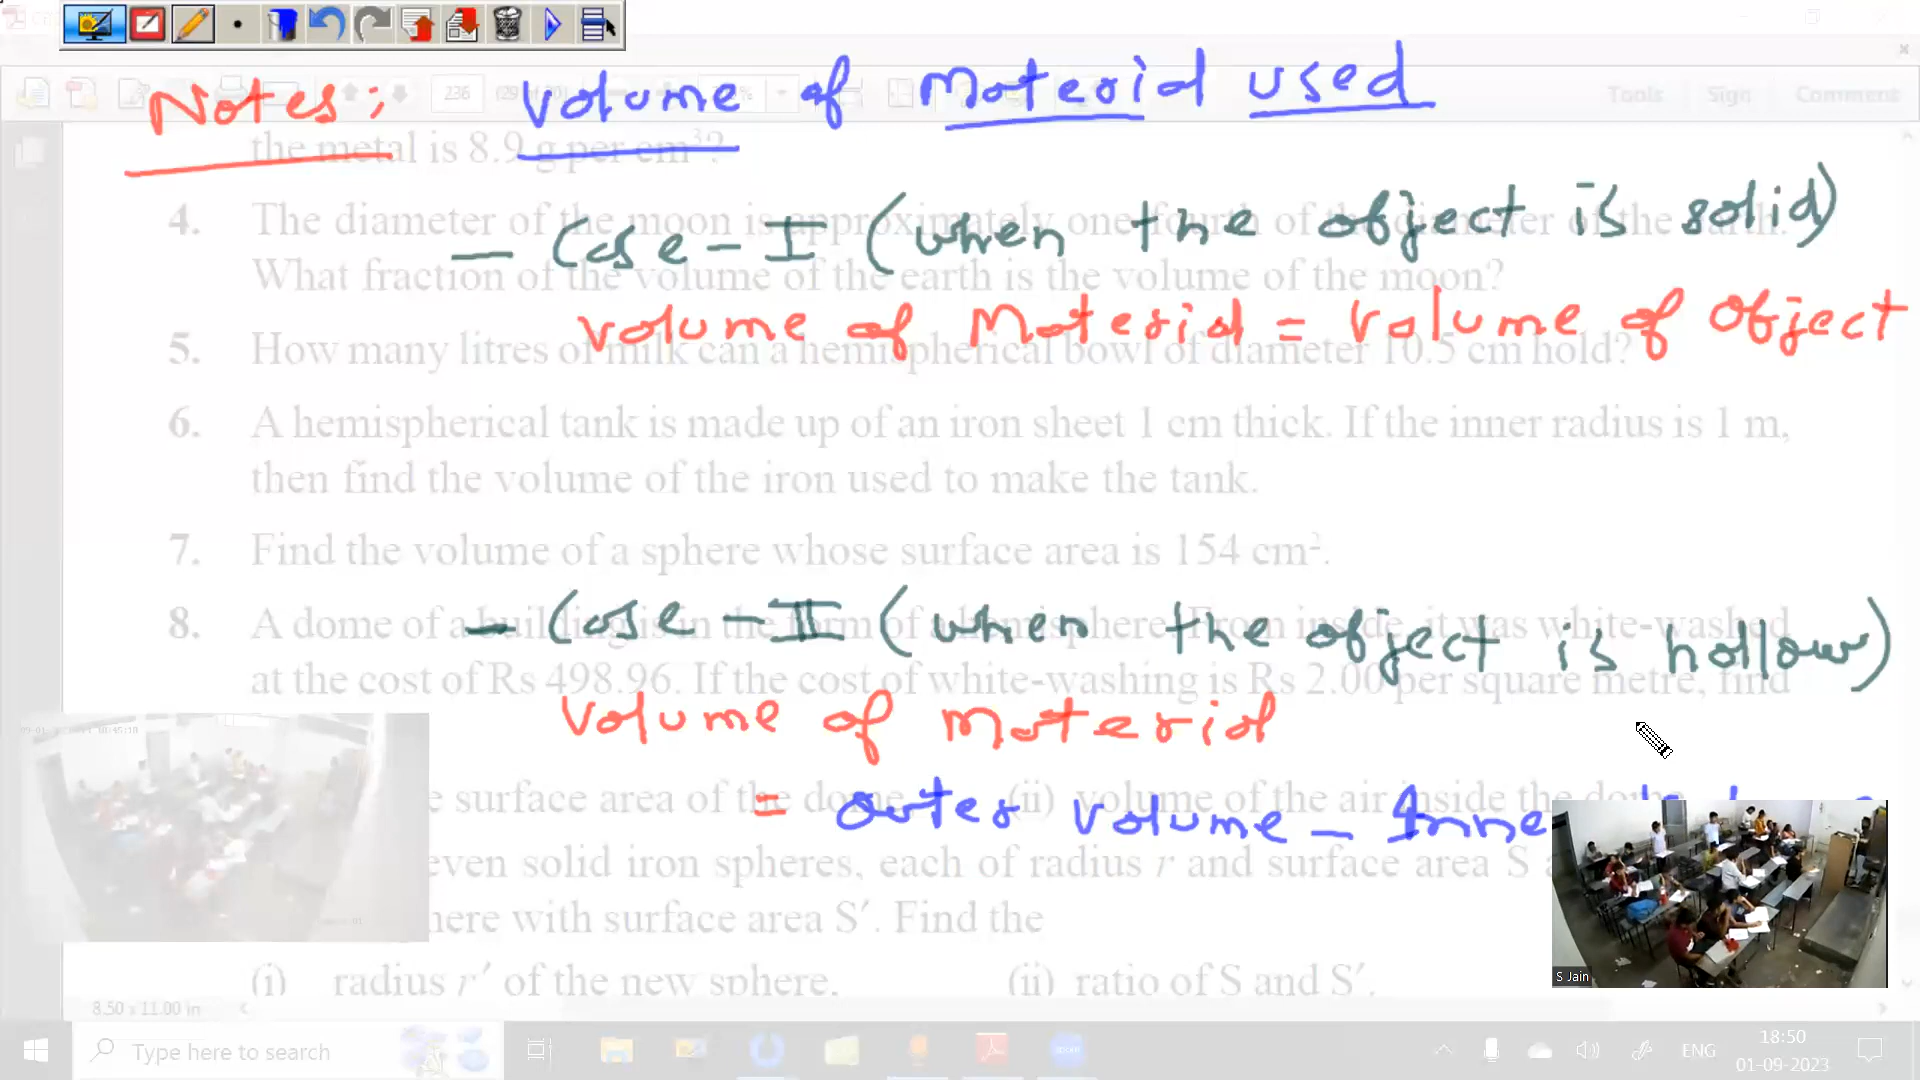 Notes: Volume of Material used
236
Tools Sign Comment
the metal is 8.9 g per cm³?
- Case - I (when the object is solid)
4. The diameter of the moon is approximately one-fourth of the diameter of the earth.
What fraction of the volume of the earth is the volume of the moon?
Volume of Material = Volume of Object
5. How many litres of milk can a hemispherical bowl of diameter 10.5 cm hold?
6. A hemispherical tank is made up of an iron sheet 1 cm thick. If the inner radius is 1 m,
then find the volume of the iron used to make the tank.
7. Find the volume of a sphere whose surface area is 154 cm².
- Case - II (when the object is hollow)
8. A dome of a building is in the form of a hemisphere. From inside, it was white-washed
at the cost of Rs 498.96. If the cost of white-washing is Rs 2.00 per square metre, find
Volume of Material
= Outer Volume - Inne
e surface area of the dome, (ii) volume of the air inside the dome
even solid iron spheres, each of radius r and surface area S a
here with surface area S′. Find the
(i) radius r′ of the new sphere, (ii) ratio of S and S′.
S Jain
8.50 x 11.00 in
Type here to search
ENG
18:50
01-09-2023